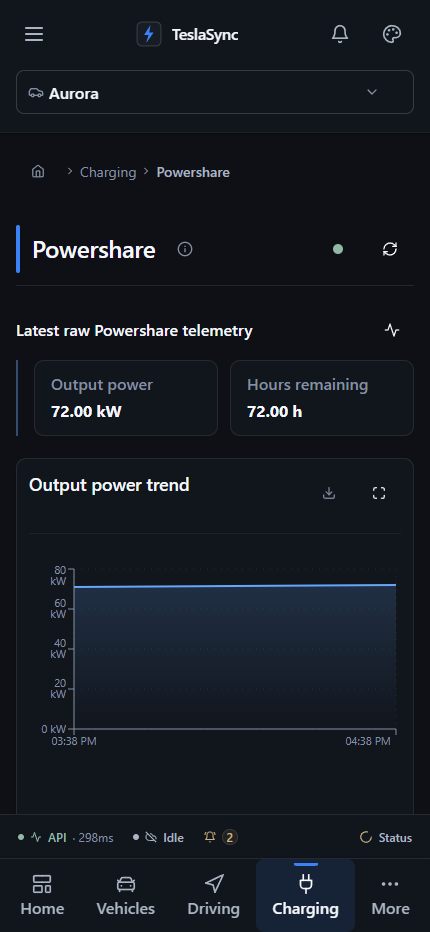 TeslaSync
Aurora
Charging
Powershare
Powershare
Latest raw Powershare telemetry
Output power
72.00 kW
Hours remaining
72.00 h
Output power trend
80
kW
60
kW
40
kW
20
kW
0 kW
03:38 PM
04:38 PM
API · 298ms
Idle
2
Status
Home
Vehicles
Driving
Charging
More